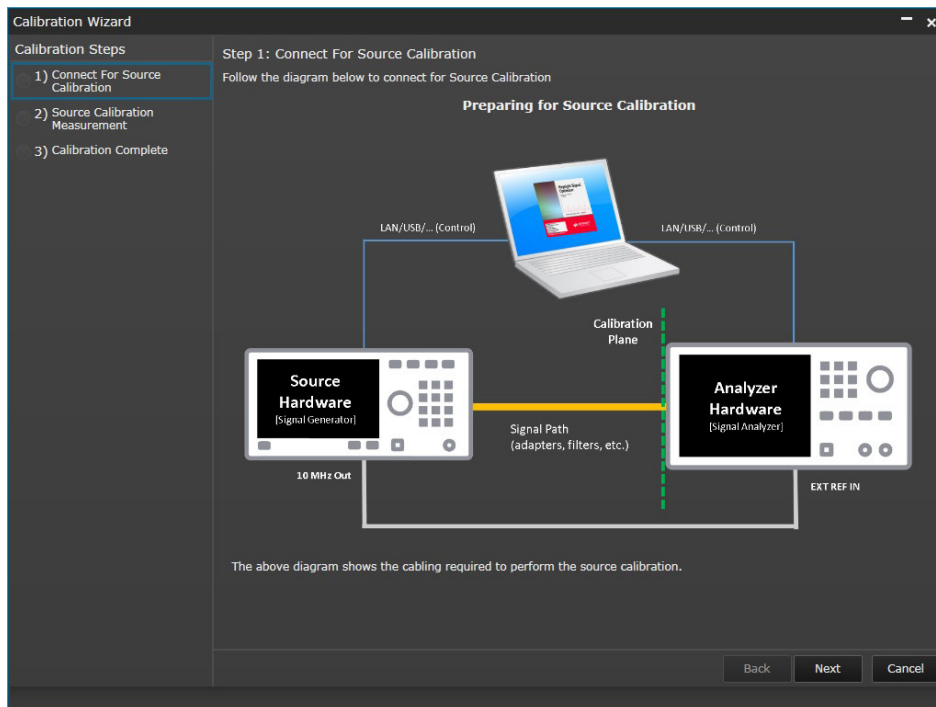 Calibration Wizard
Calibration Steps
1) Connect For Source
Calibration
2) Source Calibration
Measurement
3) Calibration Complete
Step 1: Connect For Source Calibration
Follow the diagram below to connect for Source Calibration
Preparing for Source Calibration
Keysight Signal
Optimizer
LAN/USB/... (Control)
LAN/USB/... (Control)
Calibration
Plane
Source
Hardware
[Signal Generator]
Analyzer
Hardware
[Signal Analyzer]
Signal Path
(adapters, filters, etc.)
10 MHz Out
EXT REF IN
The above diagram shows the cabling required to perform the source calibration.
Back
Next
Cancel